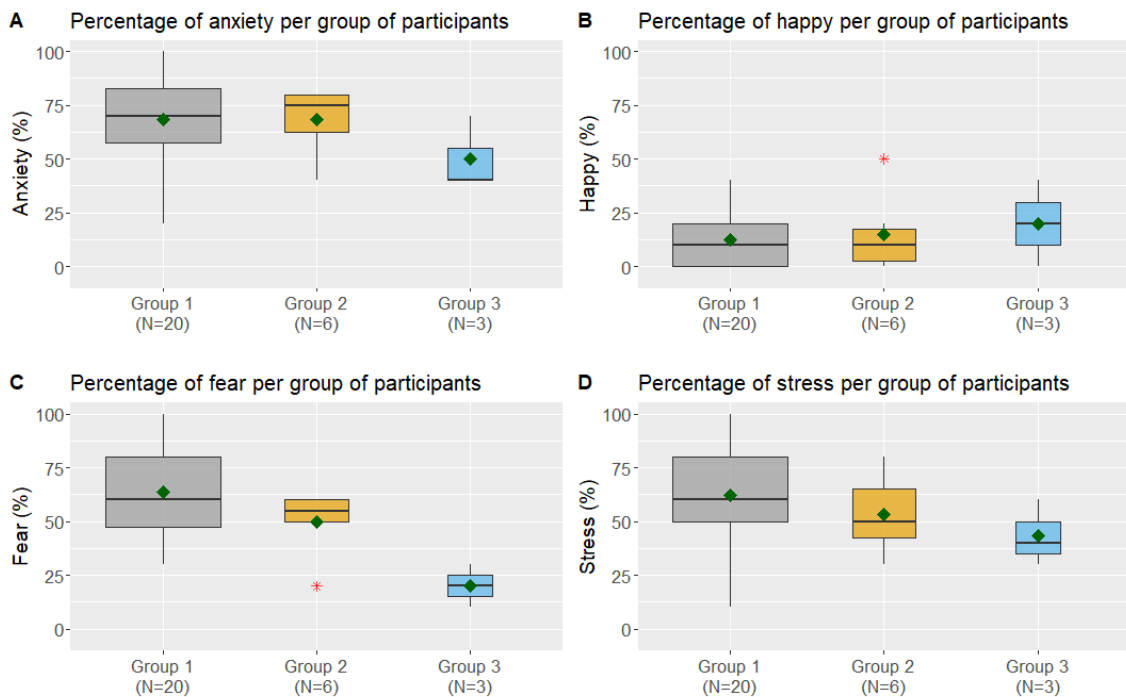 A Percentage of anxiety per group of participants
Anxiety (%)
100
75
50
25
0
Group 1 Group 2 Group 3
(N=20) (N=6) (N=3)
B Percentage of happy per group of participants
Happy (%)
100
75
50
25
0
Group 1 Group 2 Group 3
(N=20) (N=6) (N=3)
C Percentage of fear per group of participants
Fear (%)
100
75
50
25
0
Group 1 Group 2 Group 3
(N=20) (N=6) (N=3)
D Percentage of stress per group of participants
Stress (%)
100
75
50
25
0
Group 1 Group 2 Group 3
(N=20) (N=6) (N=3)